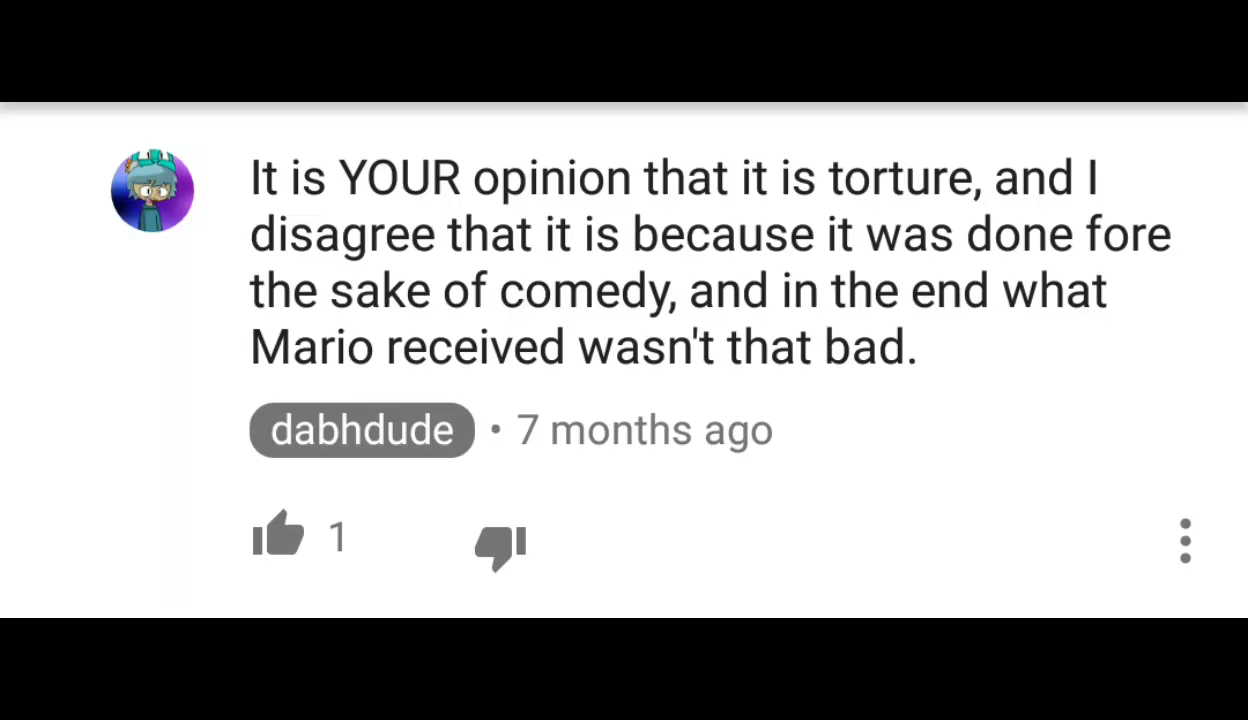 It is YOUR opinion that it is torture, and I
disagree that it is because it was done fore
the sake of comedy, and in the end what
Mario received wasn't that bad.
dabhdude • 7 months ago
1